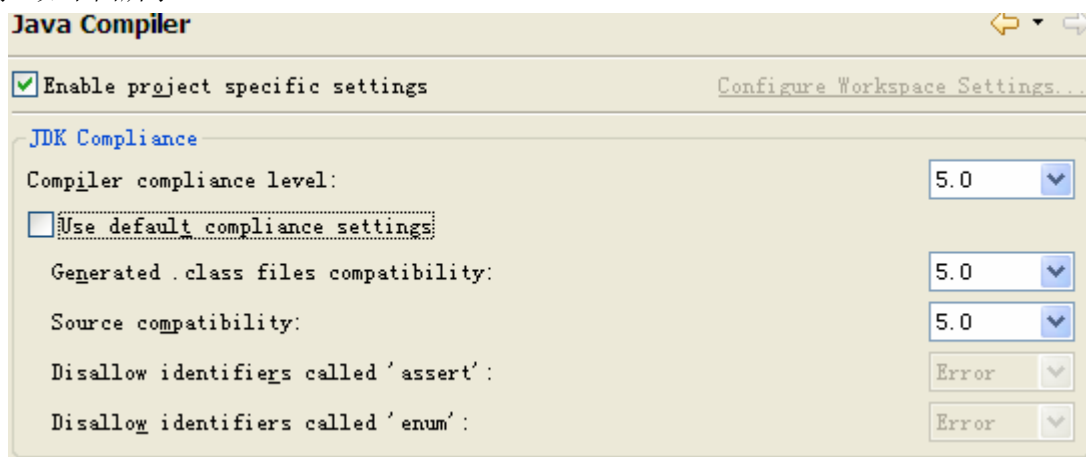 Java Compiler
Enable project specific settings
Configure Workspace Settings...
JDK Compliance
Compiler compliance level:
5.0
Use default compliance settings
Generated .class files compatibility:
5.0
Source compatibility:
5.0
Disallow identifiers called 'assert':
Error
Disallow identifiers called 'enum':
Error